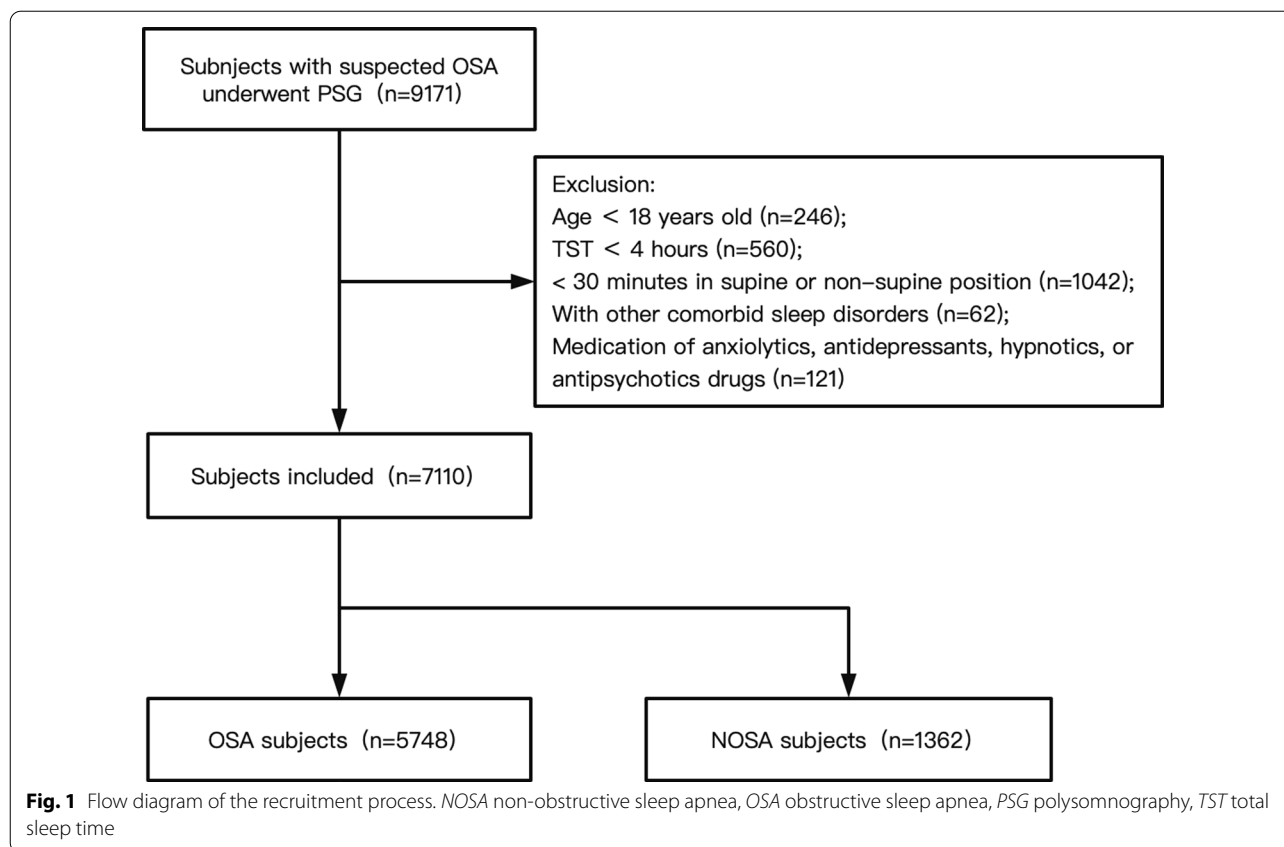 Subnjects with suspected OSA
underwent PSG (n=9171)
Exclusion:
Age < 18 years old (n=246);
TST < 4 hours (n=560);
< 30 minutes in supine or non-supine position (n=1042);
With other comorbid sleep disorders (n=62);
Medication of anxiolytics, antidepressants, hypnotics, or
antipsychotics drugs (n=121)
Subjects included (n=7110)
OSA subjects (n=5748)
NOSA subjects (n=1362)
Fig. 1 Flow diagram of the recruitment process. NOSA non-obstructive sleep apnea, OSA obstructive sleep apnea, PSG polysomnography, TST total
sleep time